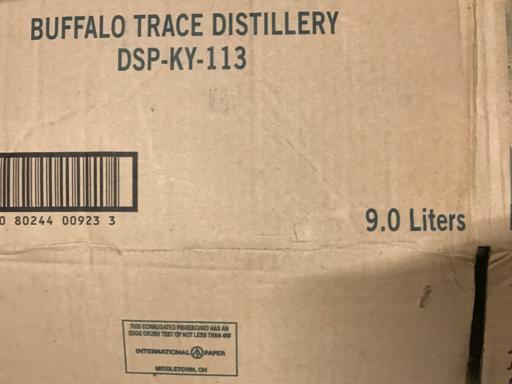 BUFFALO TRACE DISTILLERY
DSP-KY-113
0 80244 00923 3
9.0 Liters
THIS CORRUGATED FIBREBOARD HAS AN
EDGE CRUSH TEST OF NOT LESS THAN
INTERNATIONAL PAPER
MIDDLETOWN, OH